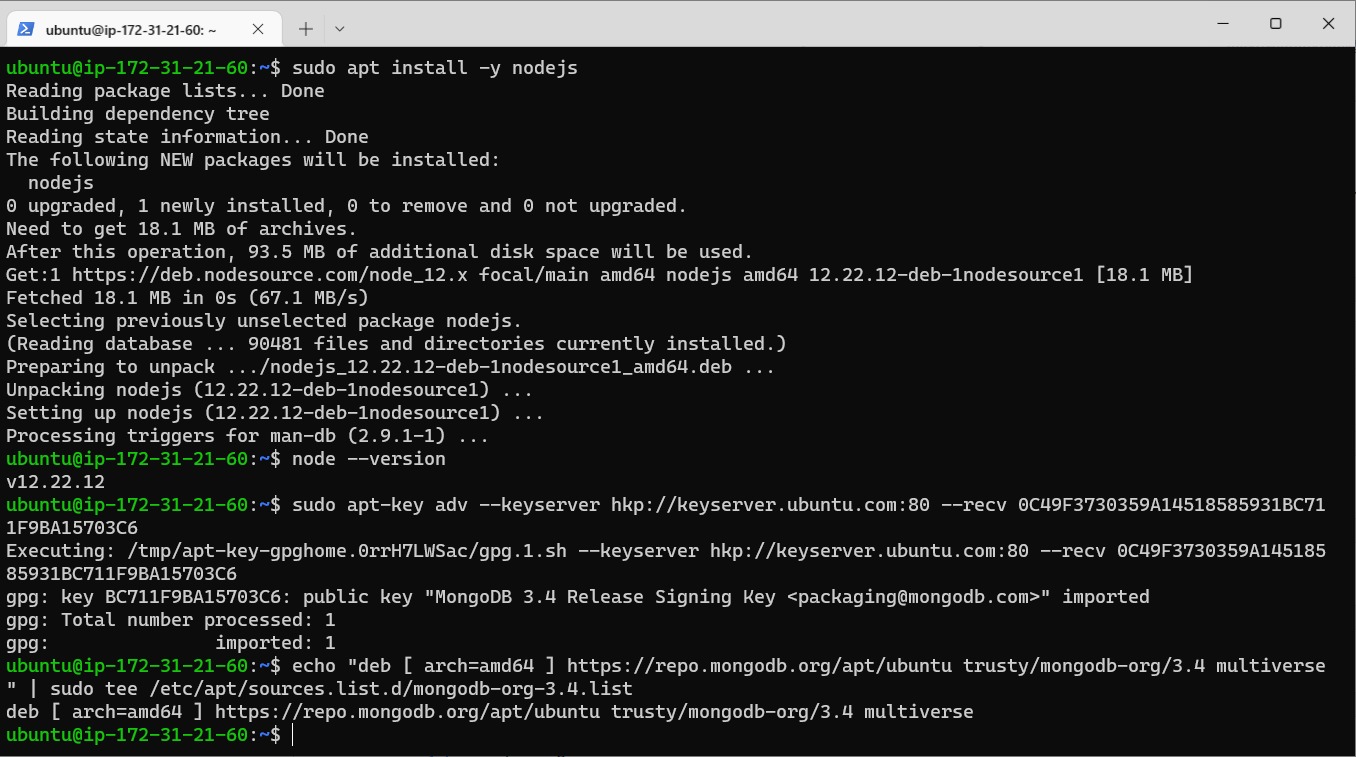 ubuntu@ip-172-31-21-60: ~
ubuntu@ip-172-31-21-60:~$ sudo apt install -y nodejs
Reading package lists... Done
Building dependency tree
Reading state information... Done
The following NEW packages will be installed:
  nodejs
0 upgraded, 1 newly installed, 0 to remove and 0 not upgraded.
Need to get 18.1 MB of archives.
After this operation, 93.5 MB of additional disk space will be used.
Get:1 https://deb.nodesource.com/node_12.x focal/main amd64 nodejs amd64 12.22.12-deb-1nodesource1 [18.1 MB]
Fetched 18.1 MB in 0s (67.1 MB/s)
Selecting previously unselected package nodejs.
(Reading database ... 90481 files and directories currently installed.)
Preparing to unpack .../nodejs_12.22.12-deb-1nodesource1_amd64.deb ...
Unpacking nodejs (12.22.12-deb-1nodesource1) ...
Setting up nodejs (12.22.12-deb-1nodesource1) ...
Processing triggers for man-db (2.9.1-1) ...
ubuntu@ip-172-31-21-60:~$ node --version
v12.22.12
ubuntu@ip-172-31-21-60:~$ sudo apt-key adv --keyserver hkp://keyserver.ubuntu.com:80 --recv 0C49F3730359A14518585931BC71
1F9BA15703C6
Executing: /tmp/apt-key-gpghome.0rrH7LWSac/gpg.1.sh --keyserver hkp://keyserver.ubuntu.com:80 --recv 0C49F3730359A145185
85931BC711F9BA15703C6
gpg: key BC711F9BA15703C6: public key "MongoDB 3.4 Release Signing Key <packaging@mongodb.com>" imported
gpg: Total number processed: 1
gpg:               imported: 1
ubuntu@ip-172-31-21-60:~$ echo "deb [ arch=amd64 ] https://repo.mongodb.org/apt/ubuntu trusty/mongodb-org/3.4 multiverse
" | sudo tee /etc/apt/sources.list.d/mongodb-org-3.4.list
deb [ arch=amd64 ] https://repo.mongodb.org/apt/ubuntu trusty/mongodb-org/3.4 multiverse
ubuntu@ip-172-31-21-60:~$